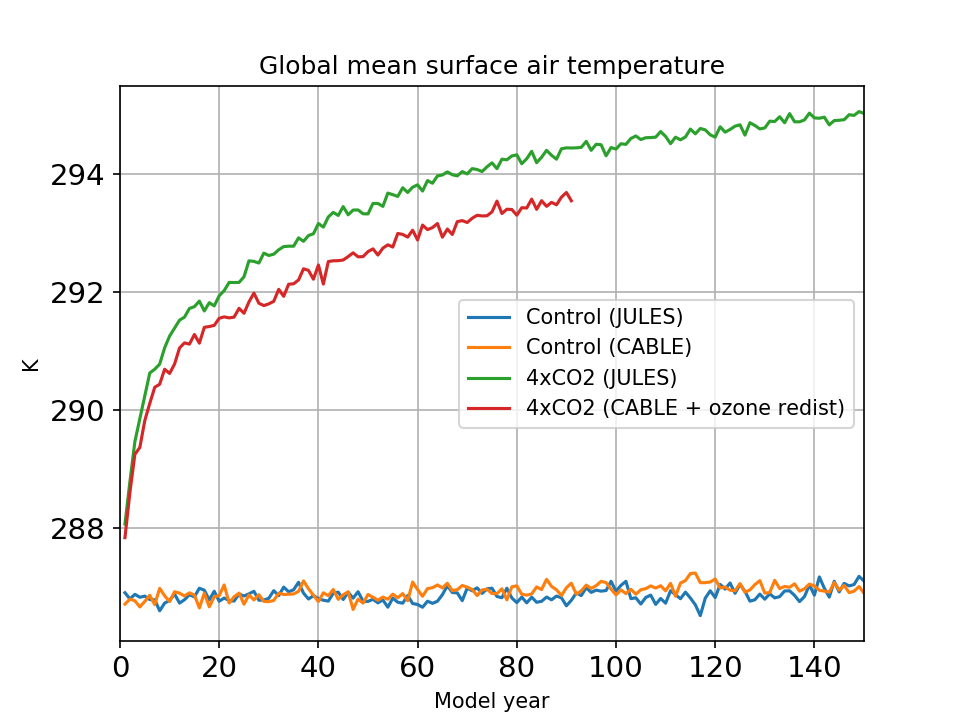 Global mean surface air temperature
294
292
290
288
K
Control (JULES)
Control (CABLE)
4xCO2 (JULES)
4xCO2 (CABLE + ozone redist)
0 20 40 60 80 100 120 140
Model year